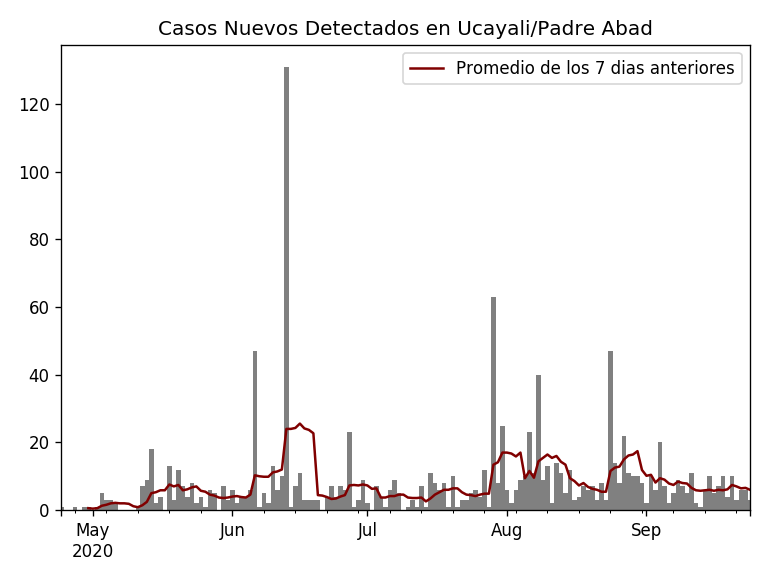 Casos Nuevos Detectados en Ucayali/Padre Abad
Promedio de los 7 dias anteriores
120
100
80
60
40
20
0
May Jun Jul Aug Sep
2020